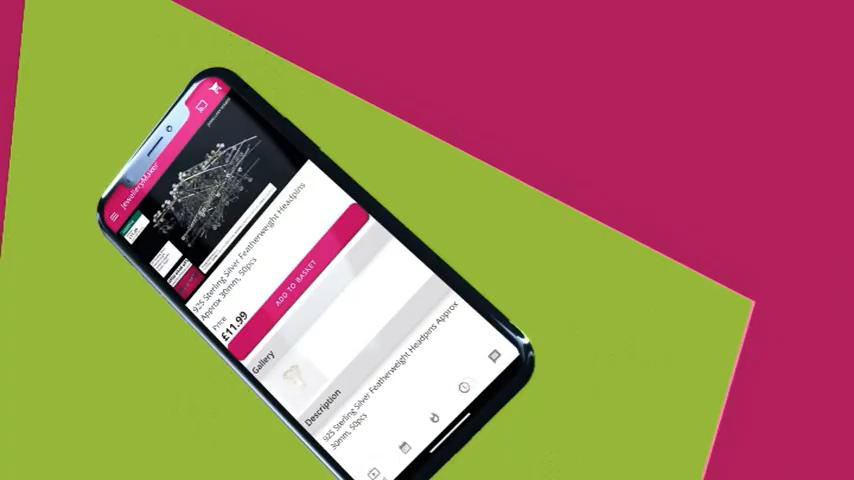 JewelleryMaker
925 Sterling Silver Featherweight Headpins
Approx 30mm, 50pcs
Price
£11.99
ADD TO BASKET
Gallery
Description
925 Sterling Silver Featherweight Headpins Approx
30mm, 50pcs